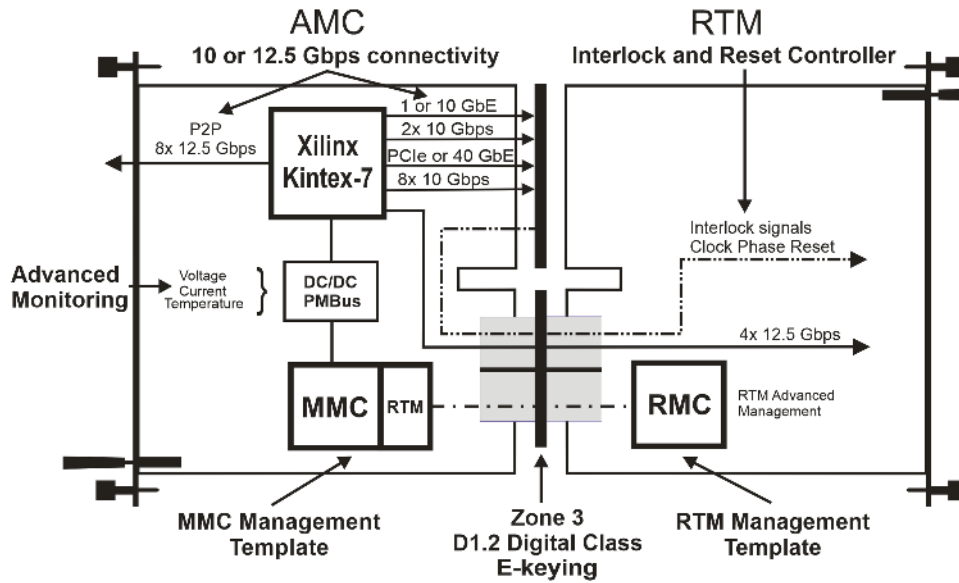 AMC
RTM
10 or 12.5 Gbps connectivity
Interlock and Reset Controller
P2P
8x 12.5 Gbps
Xilinx
Kintex-7
1 or 10 GbE
2x 10 Gbps
PCIe or 40 GbE
8x 10 Gbps
Interlock signals
Clock Phase Reset
Advanced
Monitoring
Voltage
Current
Temperature
DC/DC
PMBus
4x 12.5 Gbps
MMC
RTM
RMC
RTM Advanced
Management
MMC Management
Template
Zone 3
D1.2 Digital Class
E-keying
RTM Management
Template